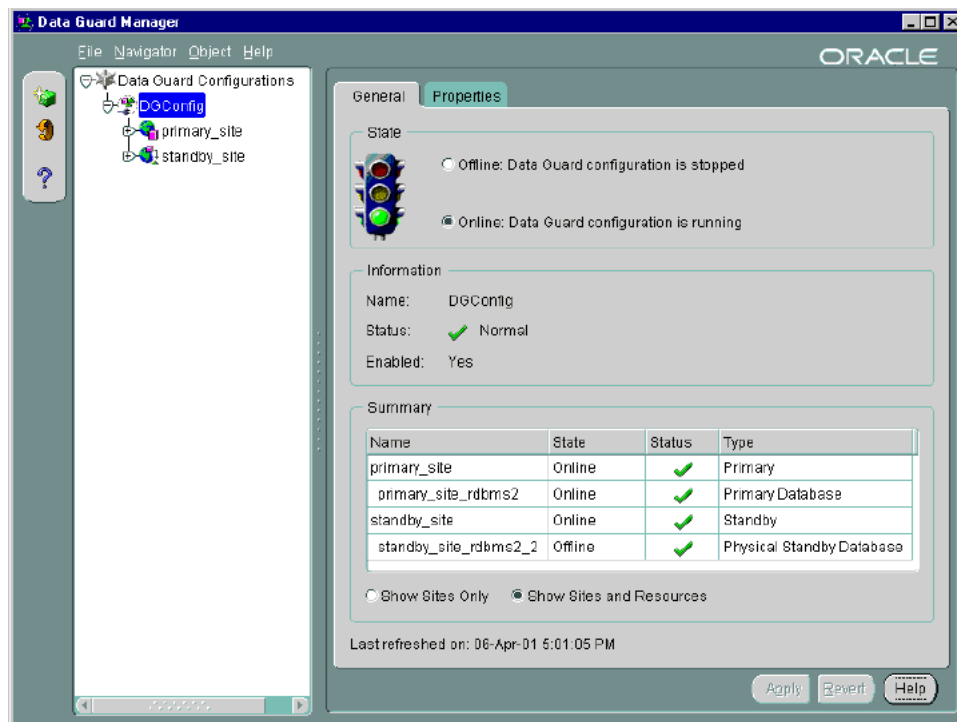 Data Guard Manager
File Navigator Object Help
ORACLE
Data Guard Configurations
DGConfig
primary_site
standby_site
General Properties
State
Offline: Data Guard configuration is stopped
Online: Data Guard configuration is running
Information
Name: DGConfig
Status: Normal
Enabled: Yes
Summary
Name State Status Type
primary_site Online Primary
primary_site_rdbms2 Online Primary Database
standby_site Online Standby
standby_site_rdbms2_2 Offline Physical Standby Database
Show Sites Only Show Sites and Resources
Last refreshed on: 06-Apr-01 5:01:05 PM
Apply Revert Help